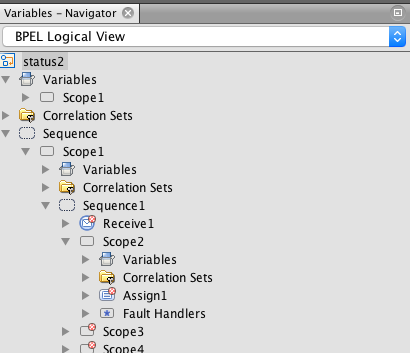 Variables - Navigator
BPEL Logical View
status2
Variables
Scope1
Correlation Sets
Sequence
Scope1
Variables
Correlation Sets
Sequence1
Receive1
Scope2
Variables
Correlation Sets
Assign1
Fault Handlers
Scope3
Scope4